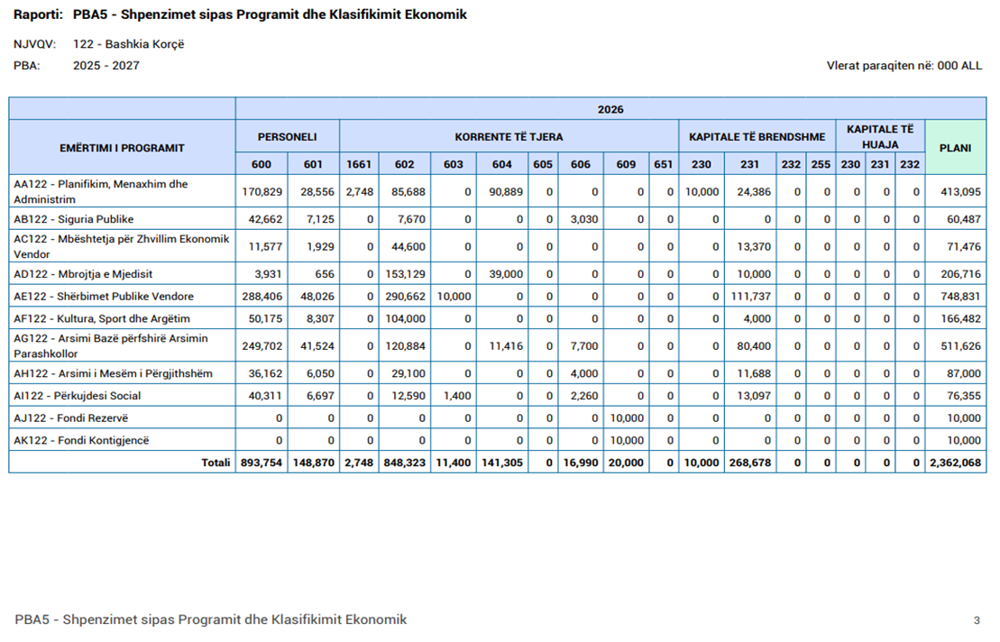 Raporti: PBA5 - Shpenzimet sipas Programit dhe Klasifikimit Ekonomik
NJVQV: 122 - Bashkia Korçë
PBA: 2025 - 2027 Vlerat paraqiten në: 000 ALL
2026
EMËRTIMI I PROGRAMIT PERSONELI KORRENTE TË TJERA KAPITALE TË BRENDSHME KAPITALE TË HUAJA PLANI
600 601 1661 602 603 604 605 606 609 651 230 231 232 255 230 231 232
AA122 - Planifikim, Menaxhim dhe
Administrim 170,829 28,556 2,748 85,688 0 90,889 0 0 0 0 10,000 24,386 0 0 0 0 0 413,095
AB122 - Siguria Publike 42,662 7,125 0 7,670 0 0 0 3,030 0 0 0 0 0 0 0 0 0 60,487
AC122 - Mbështetja për Zhvillim Ekonomik
Vendor 11,577 1,929 0 44,600 0 0 0 0 0 0 0 13,370 0 0 0 0 0 71,476
AD122 - Mbrojtja e Mjedisit 3,931 656 0 153,129 0 39,000 0 0 0 0 0 10,000 0 0 0 0 0 206,716
AE122 - Shërbimet Publike Vendore 288,406 48,026 0 290,662 10,000 0 0 0 0 0 0 111,737 0 0 0 0 0 748,831
AF122 - Kultura, Sport dhe Argëtim 50,175 8,307 0 104,000 0 0 0 0 0 0 0 4,000 0 0 0 0 0 166,482
AG122 - Arsimi Bazë përfshirë Arsimin
Parashkollor 249,702 41,524 0 120,884 0 11,416 0 7,700 0 0 0 80,400 0 0 0 0 0 511,626
AH122 - Arsimi i Mesëm i Përgjithshëm 36,162 6,050 0 29,100 0 0 0 4,000 0 0 0 11,688 0 0 0 0 0 87,000
AI122 - Përkujdesi Social 40,311 6,697 0 12,590 1,400 0 0 2,260 0 0 0 13,097 0 0 0 0 0 76,355
AJ122 - Fondi Rezervë 0 0 0 0 0 0 0 0 10,000 0 0 0 0 0 0 0 0 10,000
AK122 - Fondi Kontigjencë 0 0 0 0 0 0 0 0 10,000 0 0 0 0 0 0 0 0 10,000
Totali 893,754 148,870 2,748 848,323 11,400 141,305 0 16,990 20,000 0 10,000 268,678 0 0 0 0 0 2,362,068
PBA5 - Shpenzimet sipas Programit dhe Klasifikimit Ekonomik 3